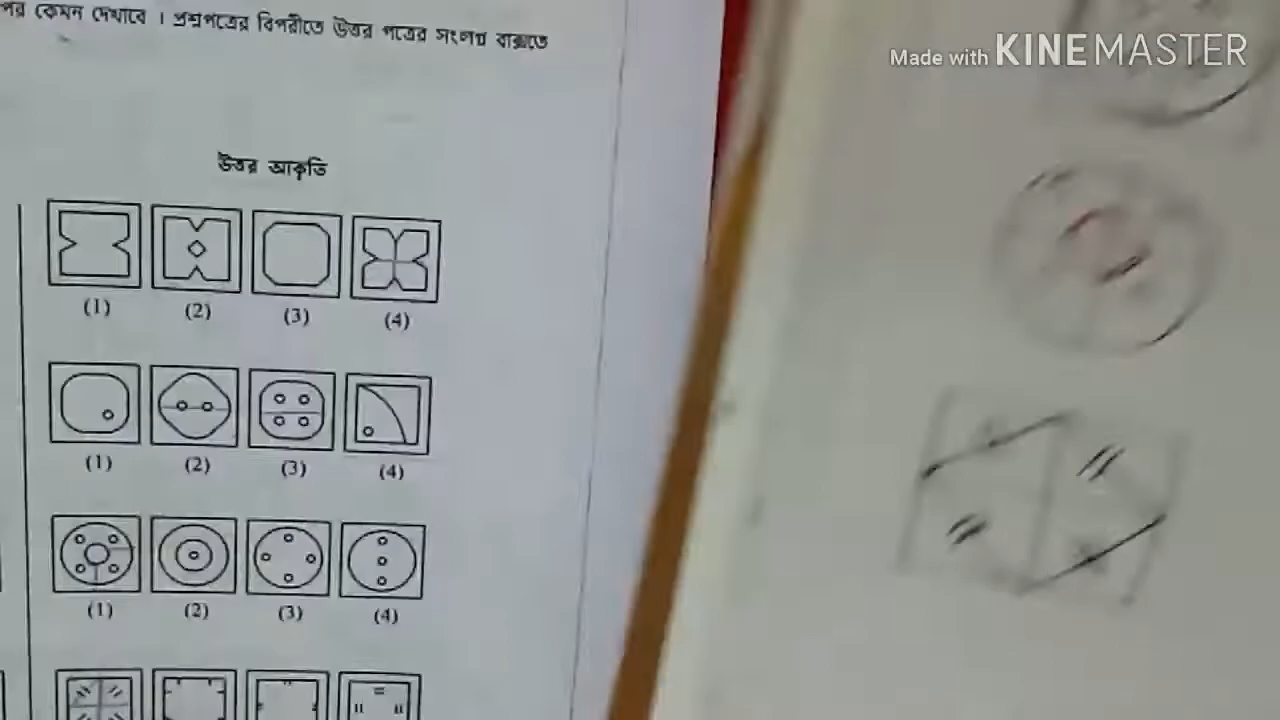 পর কেমন দেখাবে । প্রশ্নপত্রের বিপরীতে উত্তর পত্রের সংলগ্ন বাক্সতে
Made with KINEMASTER
উত্তর আকৃতি
(1) (2) (3) (4)
(1) (2) (3) (4)
(1) (2) (3) (4)